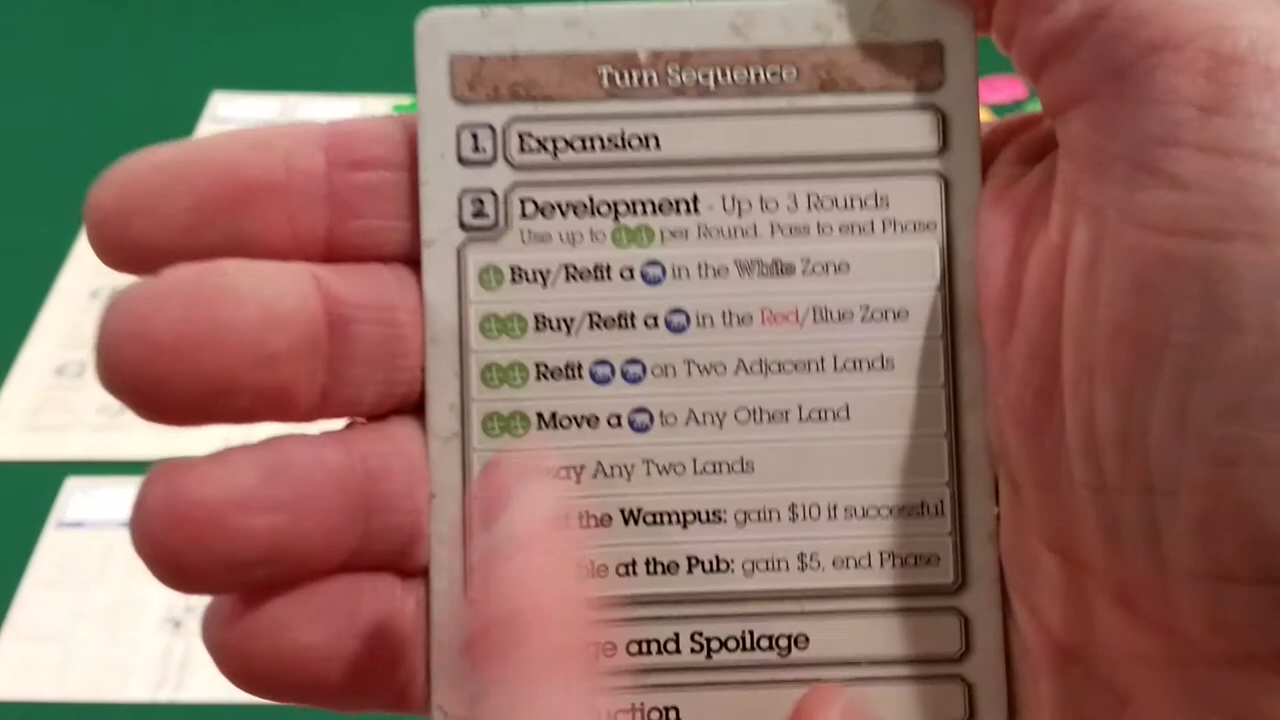 Turn Sequence
1. Expansion
2 Development - Up to 3 Rounds
Use up to per Round. Pass to end Phase
Buy/Refit a in the White Zone
Buy/Refit a in the Red/Blue Zone
Refit on Two Adjacent Lands
Move a to Any Other Land
Any Two Lands
the Wampus: gain $10 if successful
at the Pub: gain $5, end Phase
and Spoilage